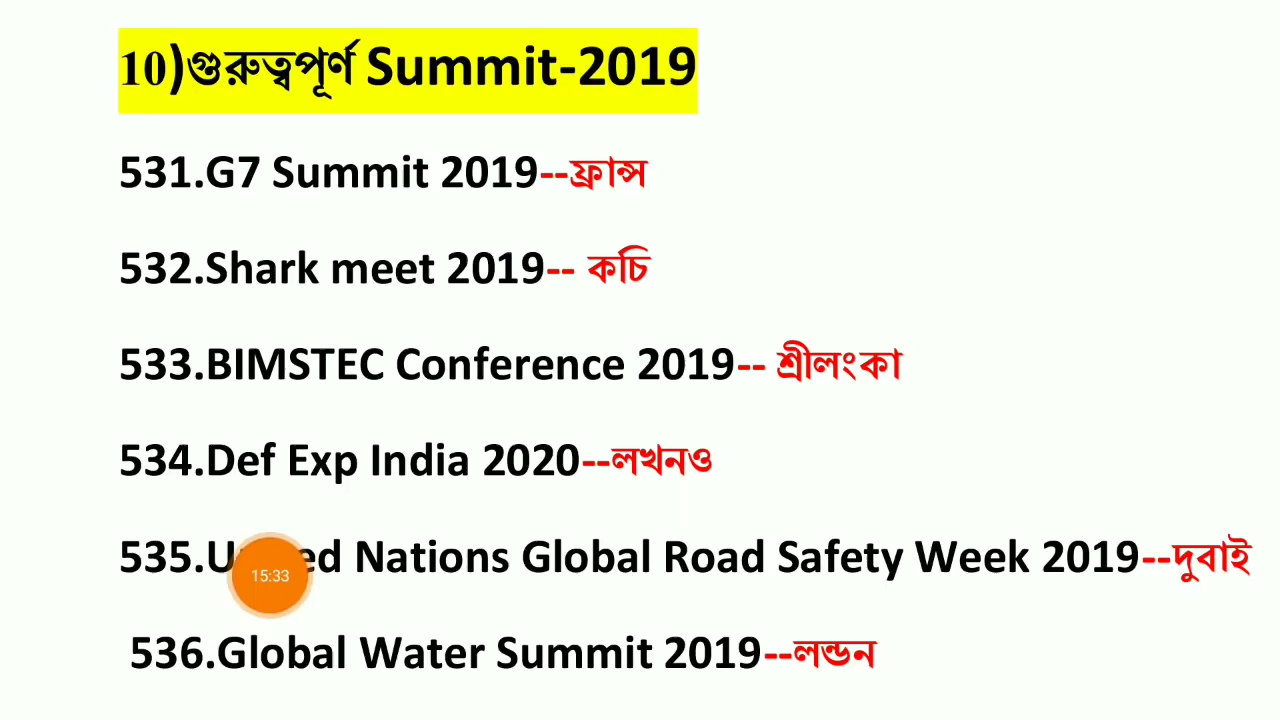 10)গুরুত্বপূর্ণ Summit-2019
531.G7 Summit 2019--ফ্রান্স
532.Shark meet 2019-- কচি
533.BIMSTEC Conference 2019-- শ্রীলংকা
534.Def Exp India 2020--লখনও
535. Nations Global Road Safety Week 2019--দুবাই
15:33
536.Global Water Summit 2019--লন্ডন